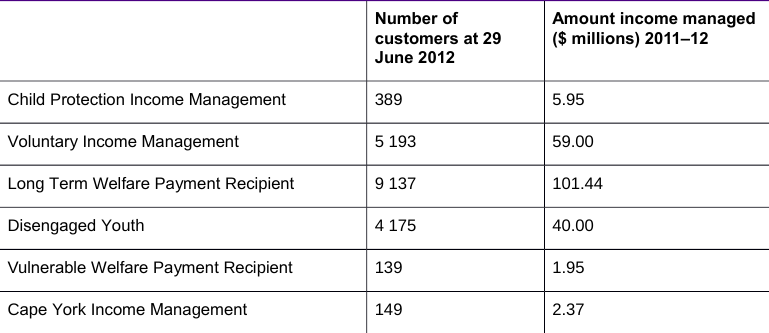 Number of customers at 29 June 2012 Amount income managed ($ millions) 2011–12
Child Protection Income Management 389 5.95
Voluntary Income Management 5 193 59.00
Long Term Welfare Payment Recipient 9 137 101.44
Disengaged Youth 4 175 40.00
Vulnerable Welfare Payment Recipient 139 1.95
Cape York Income Management 149 2.37